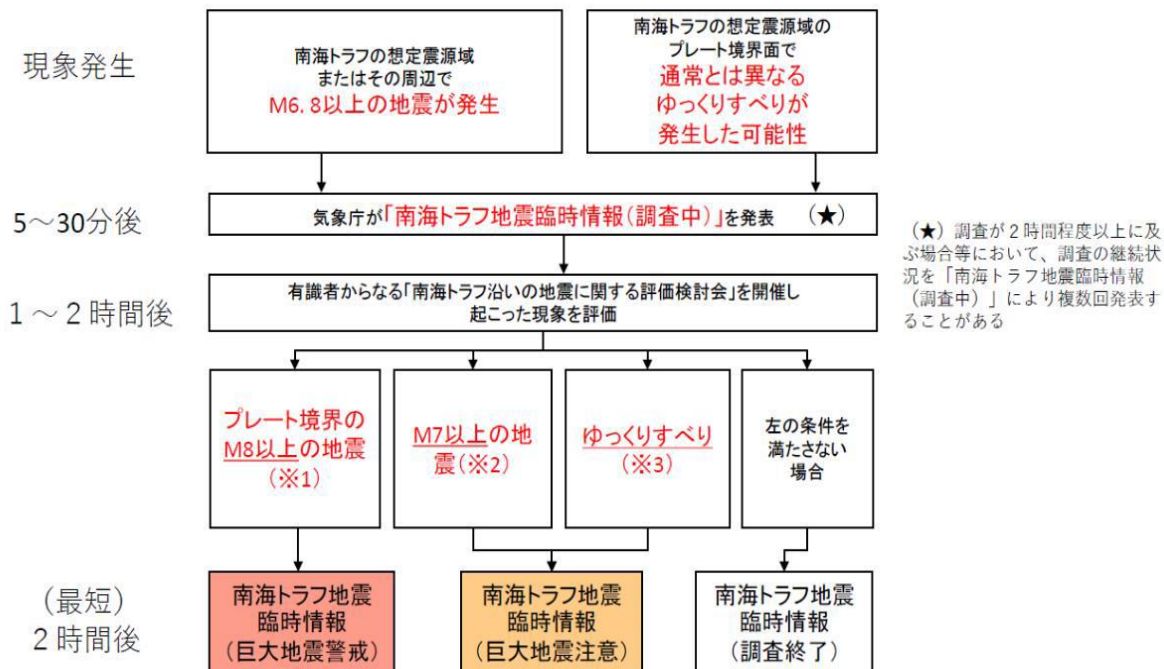 現象発生
南海トラフの想定震源域
またはその周辺で
M6.8以上の地震が発生
南海トラフの想定震源域の
プレート境界面で
通常とは異なる
ゆっくりすべりが
発生した可能性
5～30分後
気象庁が「南海トラフ地震臨時情報(調査中)」を発表 (★)
(★)調査が２時間程度以上に及
ぶ場合等において、調査の継続状
況を「南海トラフ地震臨時情報
(調査中)」により複数回発表す
ることがある
1～２時間後
有識者からなる「南海トラフ沿いの地震に関する評価検討会」を開催し
起こった現象を評価
プレート境界の
M8以上の地震
(※1)
M7以上の地
震(※2)
ゆっくりすべり
(※3)
左の条件を
満たさない
場合
(最短)
２時間後
南海トラフ地震
臨時情報
(巨大地震警戒)
南海トラフ地震
臨時情報
(巨大地震注意)
南海トラフ地震
臨時情報
(調査終了)